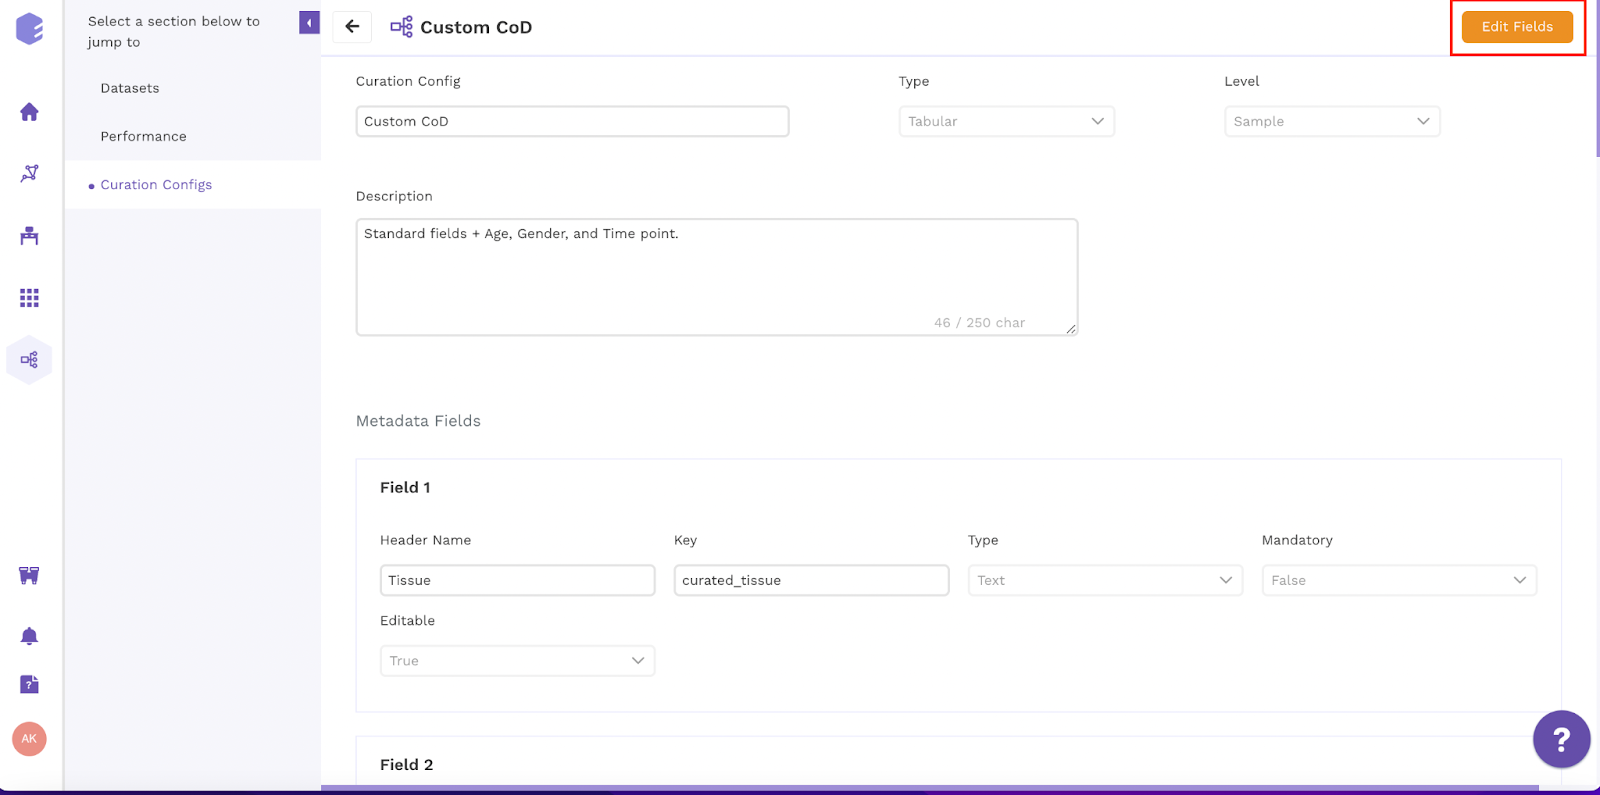 Select a section below to
jump to
Datasets
Performance
Curation Configs
Custom CoD
Edit Fields
Curation Config
Type
Level
Custom CoD
Tabular
Sample
Description
Standard fields + Age, Gender, and Time point.
46 / 250 char
Metadata Fields
Field 1
Header Name
Key
Type
Mandatory
Tissue
curated_tissue
Text
False
Editable
True
Field 2
?
AK
?